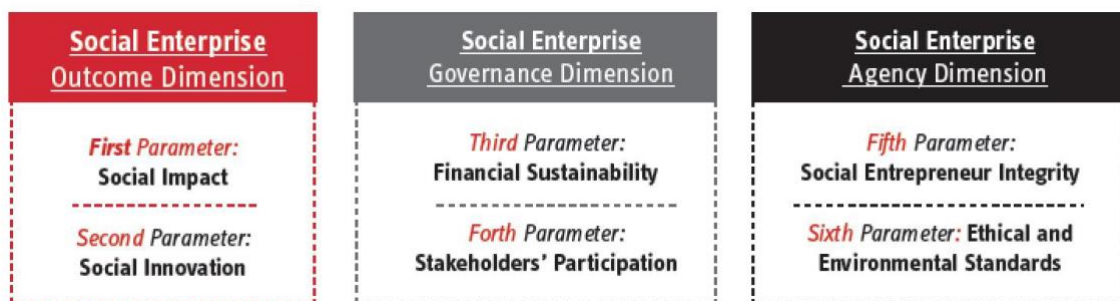 Social Enterprise
Outcome Dimension
First Parameter:
Social Impact
Second Parameter:
Social Innovation
Social Enterprise
Governance Dimension
Third Parameter:
Financial Sustainability
Forth Parameter:
Stakeholders’ Participation
Social Enterprise
Agency Dimension
Fifth Parameter:
Social Entrepreneur Integrity
Sixth Parameter: Ethical and
Environmental Standards